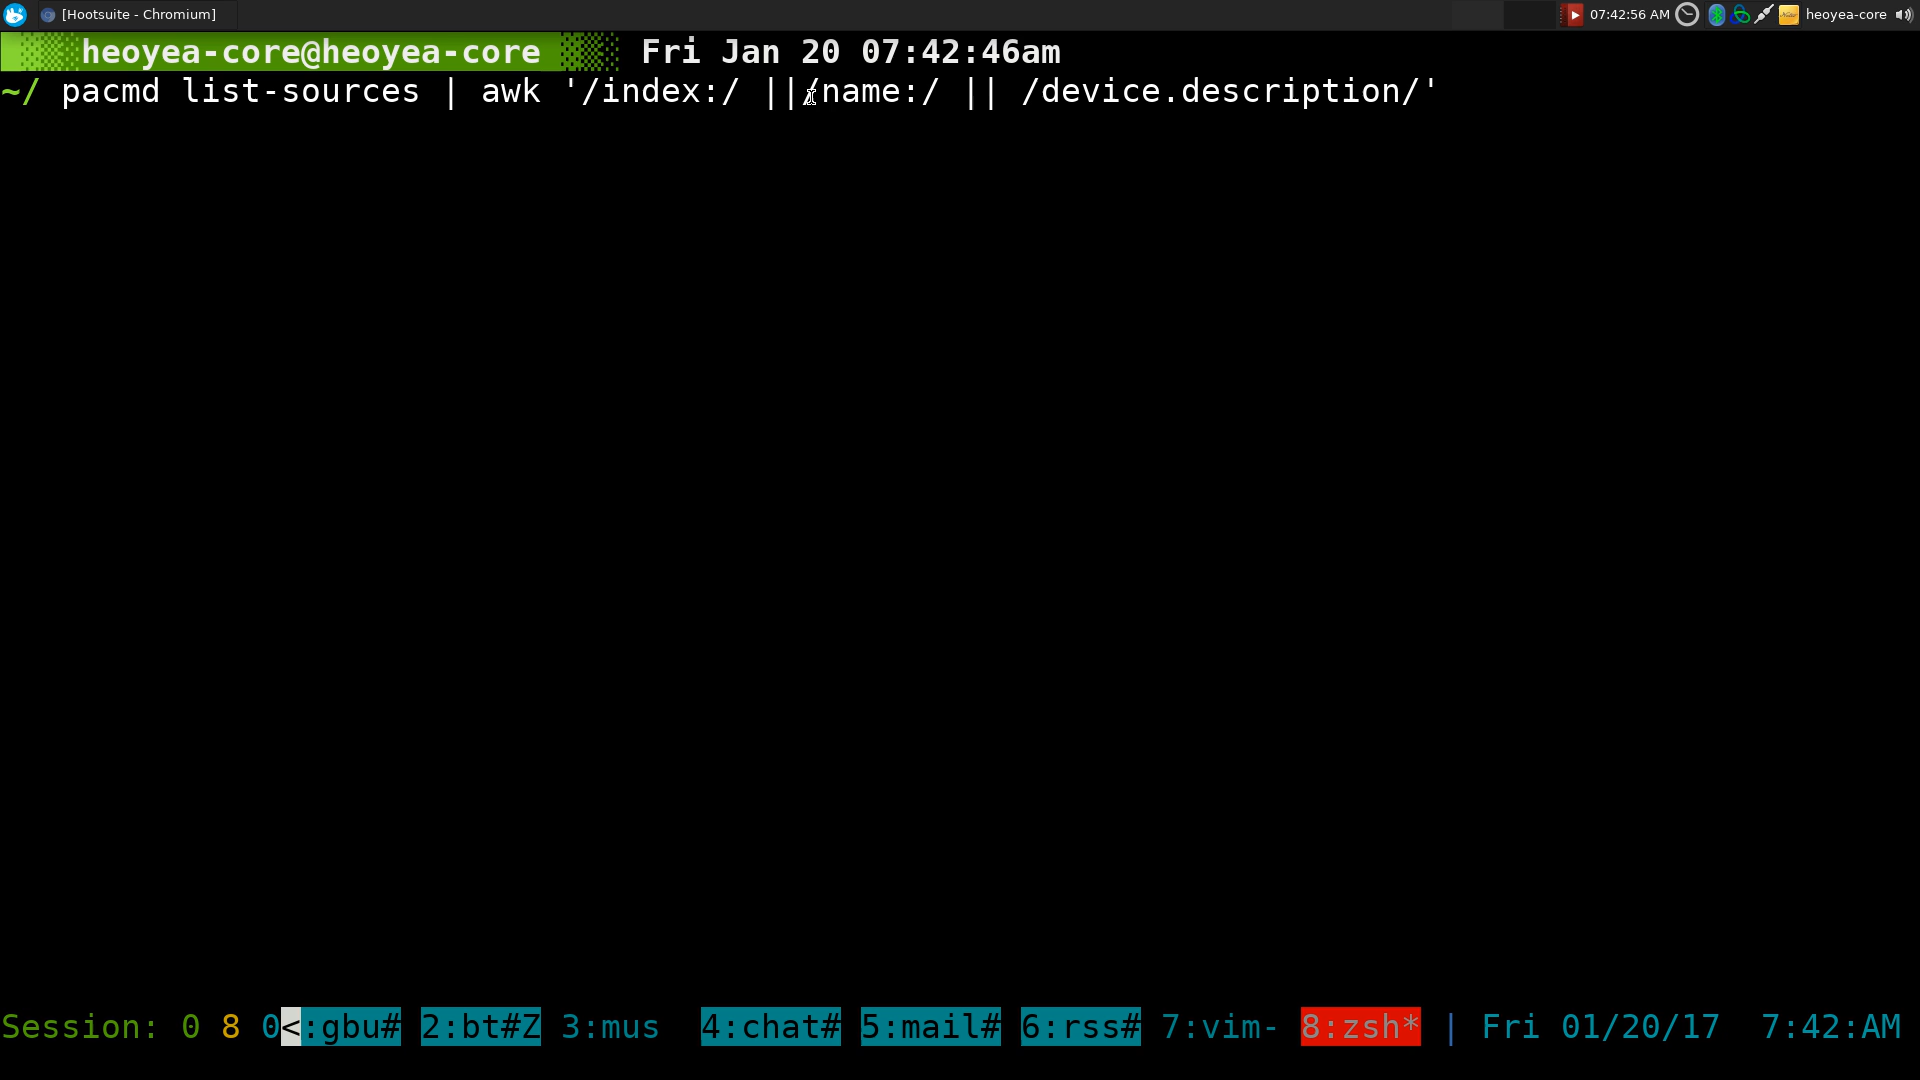 [Hootsuite - Chromium] 07:42:56 AM heoyea-core
heoyea-core@heoyea-core Fri Jan 20 07:42:46am
~/ pacmd list-sources | awk '/index:/ ||/name:/ || /device.description/'
Session: 0 8 0<:gbu# 2:bt#Z 3:mus 4:chat# 5:mail# 6:rss# 7:vim- 8:zsh* | Fri 01/20/17 7:42:AM